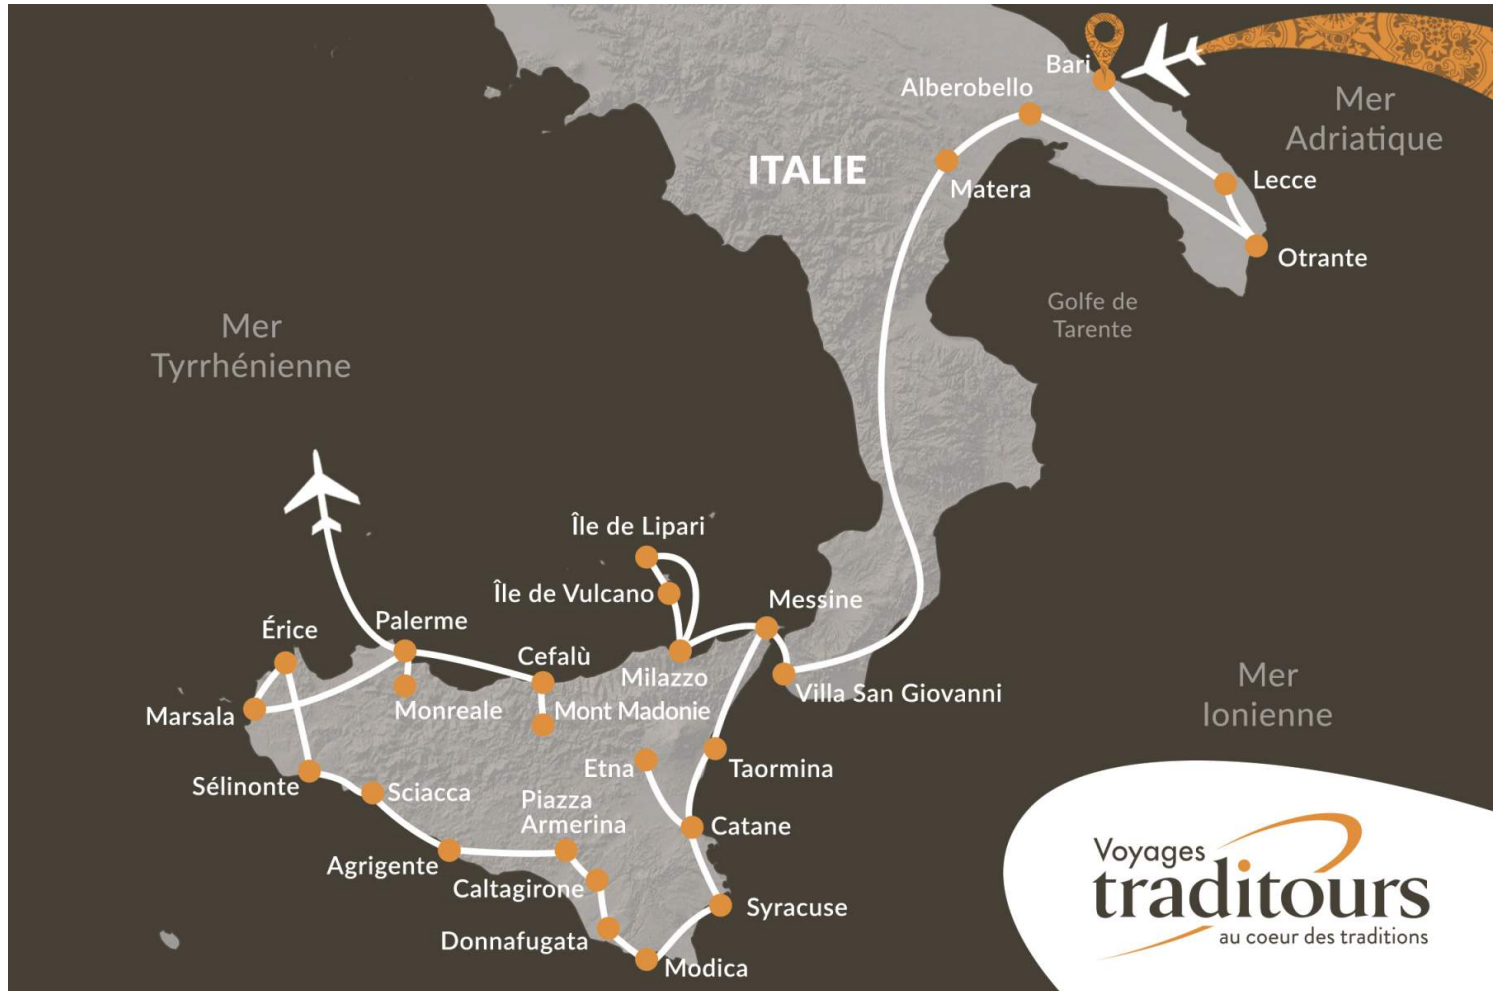 Bari
Alberobello
Mer
Adriatique
ITALIE
Matera
Lecce
Otrante
Golfe de
Tarente
Mer
Tyrrhénienne
Île de Lipari
Île de Vulcano
Messine
Palerme
Érice
Cefalù
Milazzo
Villa San Giovanni
Mer
Ionienne
Marsala
Monreale
Mont Madonie
Etna
Taormina
Sélinonte
Sciacca
Piazza
Armerina
Catane
Agrigente
Caltagirone
Syracuse
Donnafugata
Modica
Voyages
traditours
au coeur des traditions